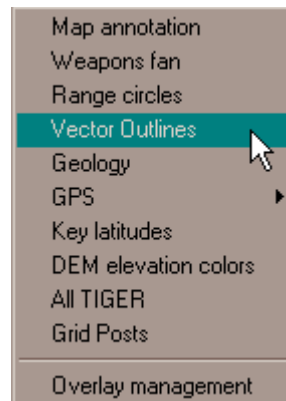 Map annotation
Weapons fan
Range circles
Vector Outlines
Geology
GPS
Key latitudes
DEM elevation colors
All TIGER
Grid Posts
Overlay management